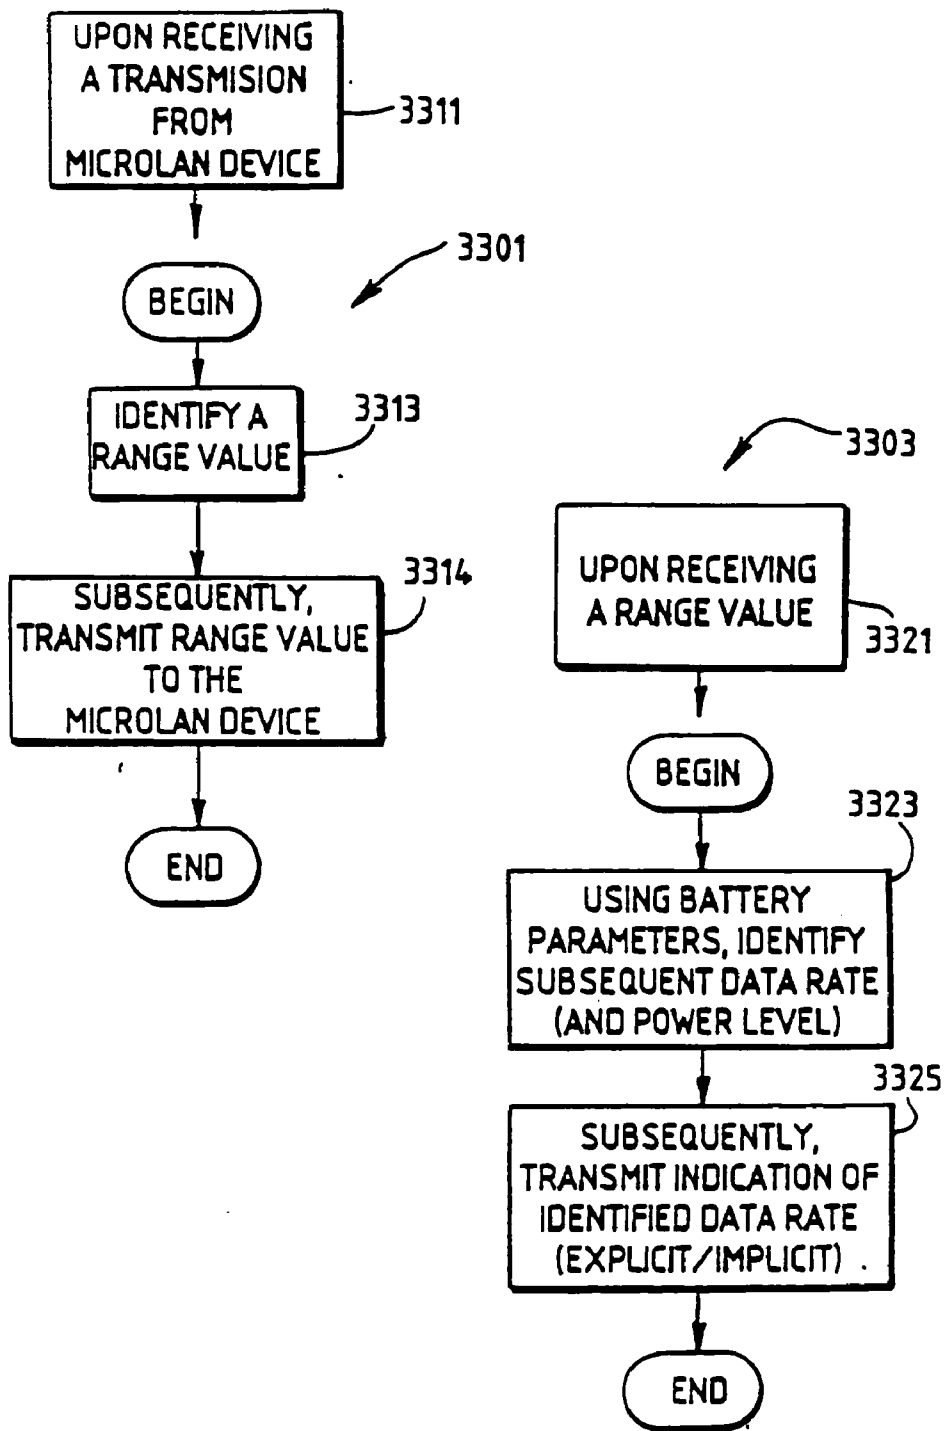 UPON RECEIVING
A TRANSMISION
FROM
MICROLAN DEVICE
3311
3301
BEGIN
IDENTIFY A
RANGE VALUE
3313
SUBSEQUENTLY,
TRANSMIT RANGE VALUE
TO THE
MICROLAN DEVICE
3314
END
3303
UPON RECEIVING
A RANGE VALUE
3321
BEGIN
3323
USING BATTERY
PARAMETERS, IDENTIFY
SUBSEQUENT DATA RATE
(AND POWER LEVEL)
3325
SUBSEQUENTLY,
TRANSMIT INDICATION OF
IDENTIFIED DATA RATE
(EXPLICIT/IMPLICIT)
END